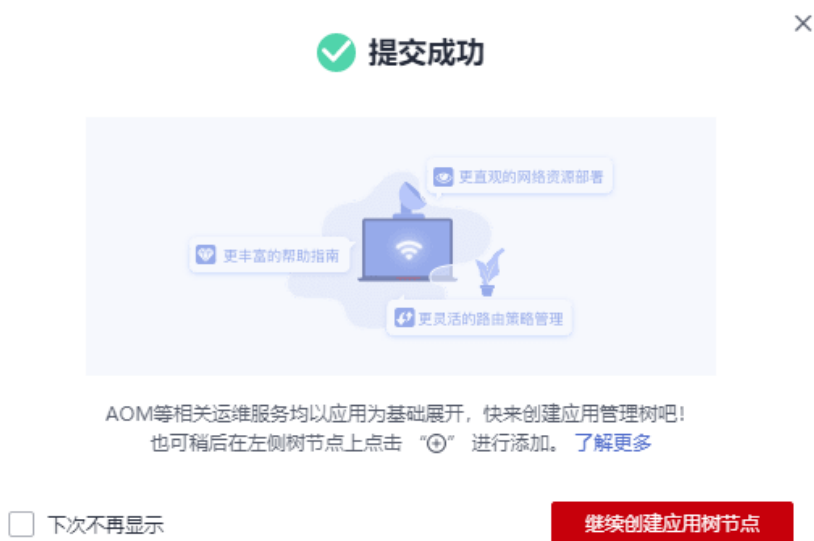 提交成功
更直观的网络资源部署
更丰富的帮助指南
更灵活的路由策略管理
AOM等相关运维服务均以应用为基础展开，快来创建应用管理树吧！
也可稍后在左侧树节点上点击 “⊕” 进行添加。 了解更多
下次不再显示
继续创建应用树节点